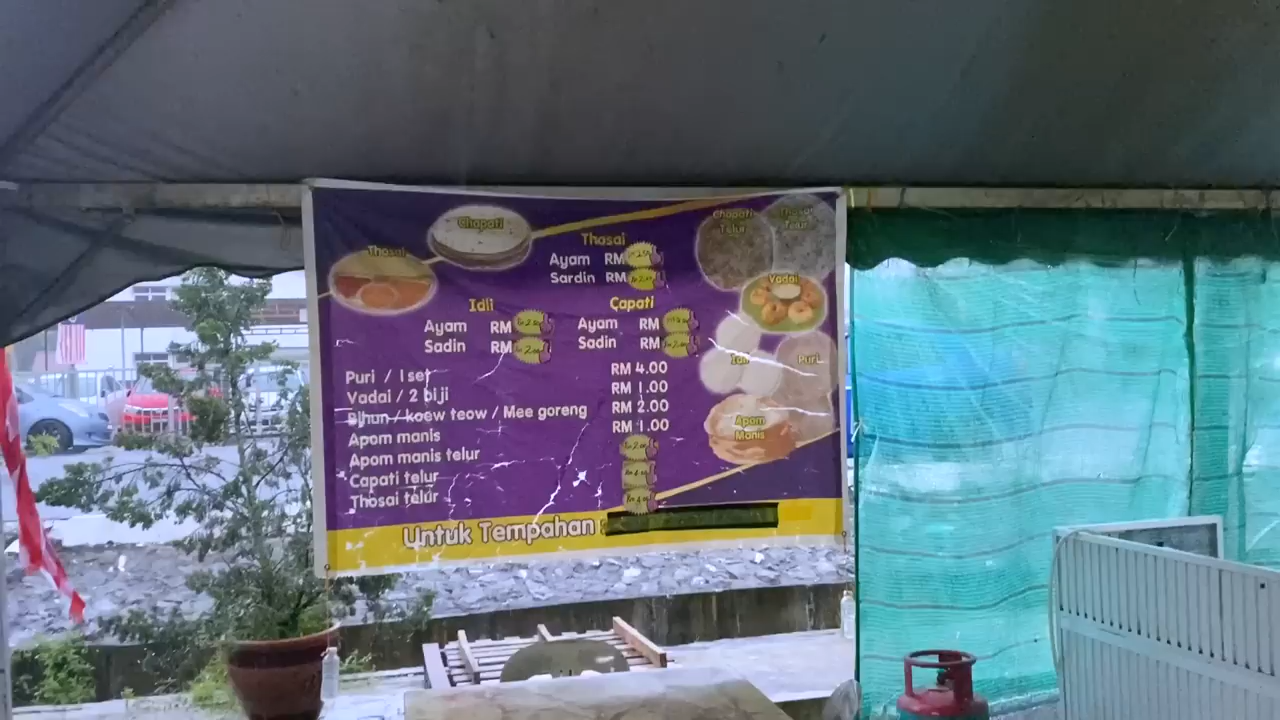 Chapati
Thosai
Chapati
Telur
Thosai
Telur
Vadai
Idli
Puri
Apom
Manis
Thosai
Ayam RM
Sardin RM
Idli
Ayam RM
Sadin RM
Capati
Ayam RM
Sadin RM
Puri / 1 set RM 4.00
Vadai / 2 biji RM 1.00
Bihun / koew teow / Mee goreng RM 2.00
Apom manis RM 1.00
Apom manis telur
Capati telur
Thosai telur
Untuk Tempahan :